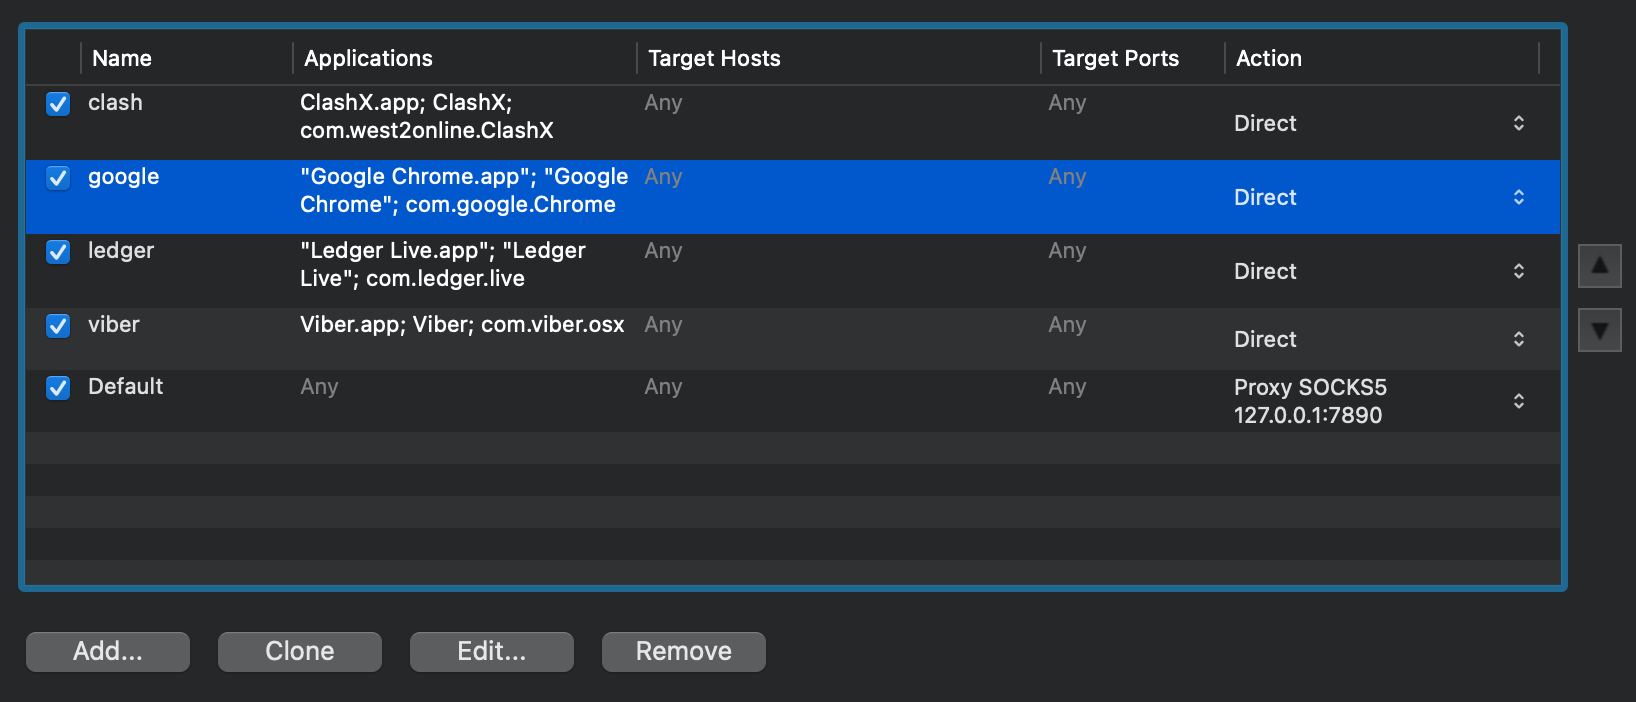 Name Applications Target Hosts Target Ports Action
clash ClashX.app; ClashX; Any Any Direct
com.west2online.ClashX
google "Google Chrome.app"; "Google Any Any Direct
Chrome"; com.google.Chrome
ledger "Ledger Live.app"; "Ledger Any Any Direct
Live"; com.ledger.live
viber Viber.app; Viber; com.viber.osx Any Any Direct
Default Any Any Any Proxy SOCKS5
127.0.0.1:7890
Add... Clone Edit... Remove